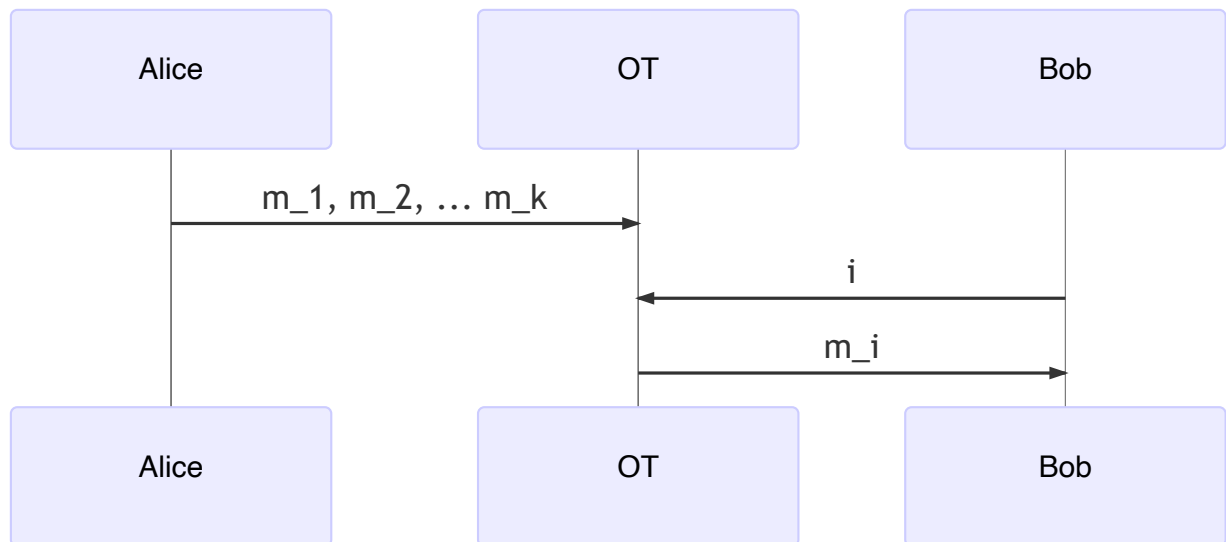 Alice
OT
Bob
m_1, m_2, ... m_k
i
m_i
Alice
OT
Bob